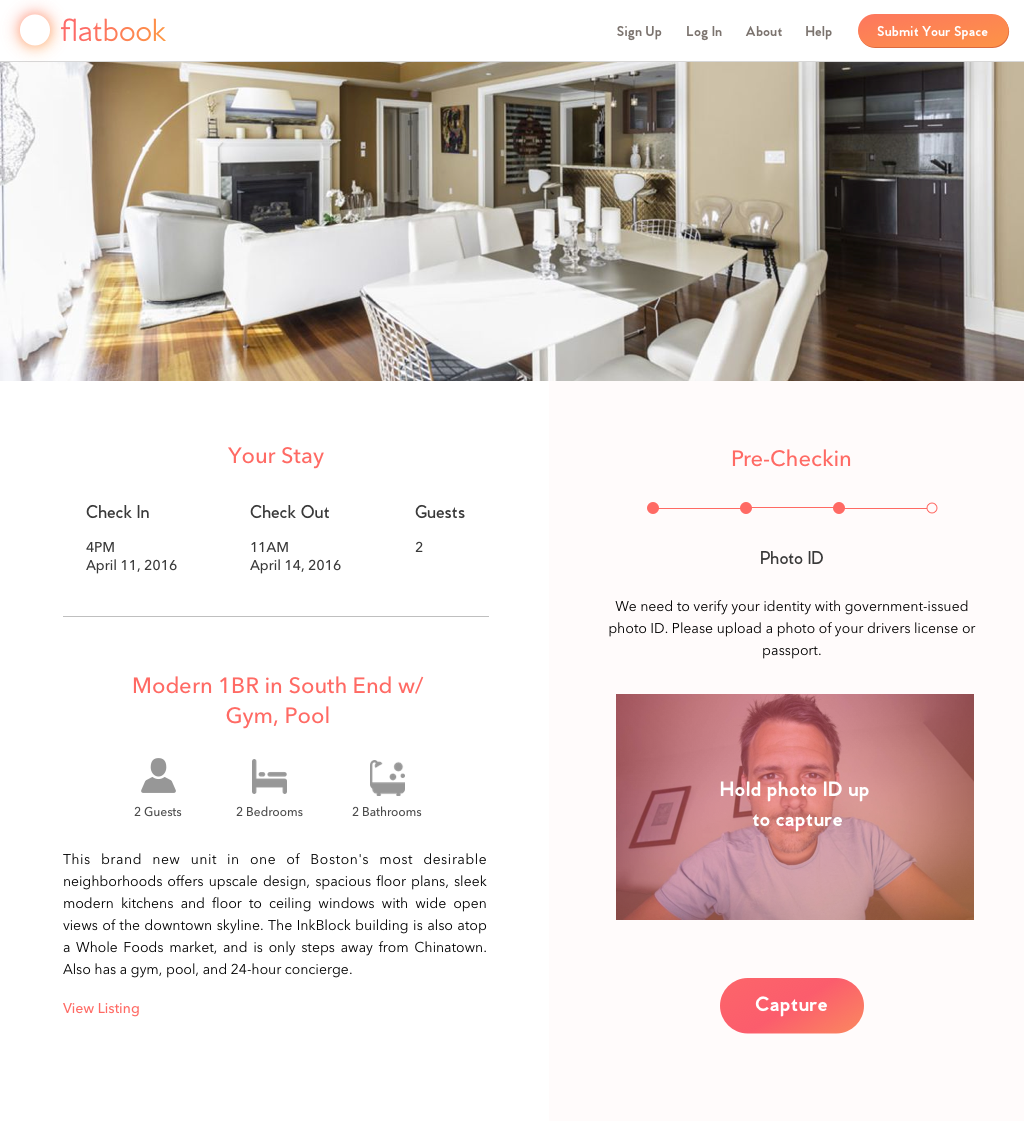 flatbook
Sign Up
Log In
About
Help
Submit Your Space
Your Stay
Check In
Check Out
Guests
4PM
11AM
2
April 11, 2016
April 14, 2016
Modern 1BR in South End w/
Gym, Pool
2 Guests
2 Bedrooms
2 Bathrooms
This brand new unit in one of Boston's most desirable
neighborhoods offers upscale design, spacious floor plans, sleek
modern kitchens and floor to ceiling windows with wide open
views of the downtown skyline. The InkBlock building is also atop
a Whole Foods market, and is only steps away from Chinatown.
Also has a gym, pool, and 24-hour concierge.
View Listing
Pre-Checkin
Photo ID
We need to verify your identity with government-issued
photo ID. Please upload a photo of your drivers license or
passport.
Hold photo ID up
to capture
Capture